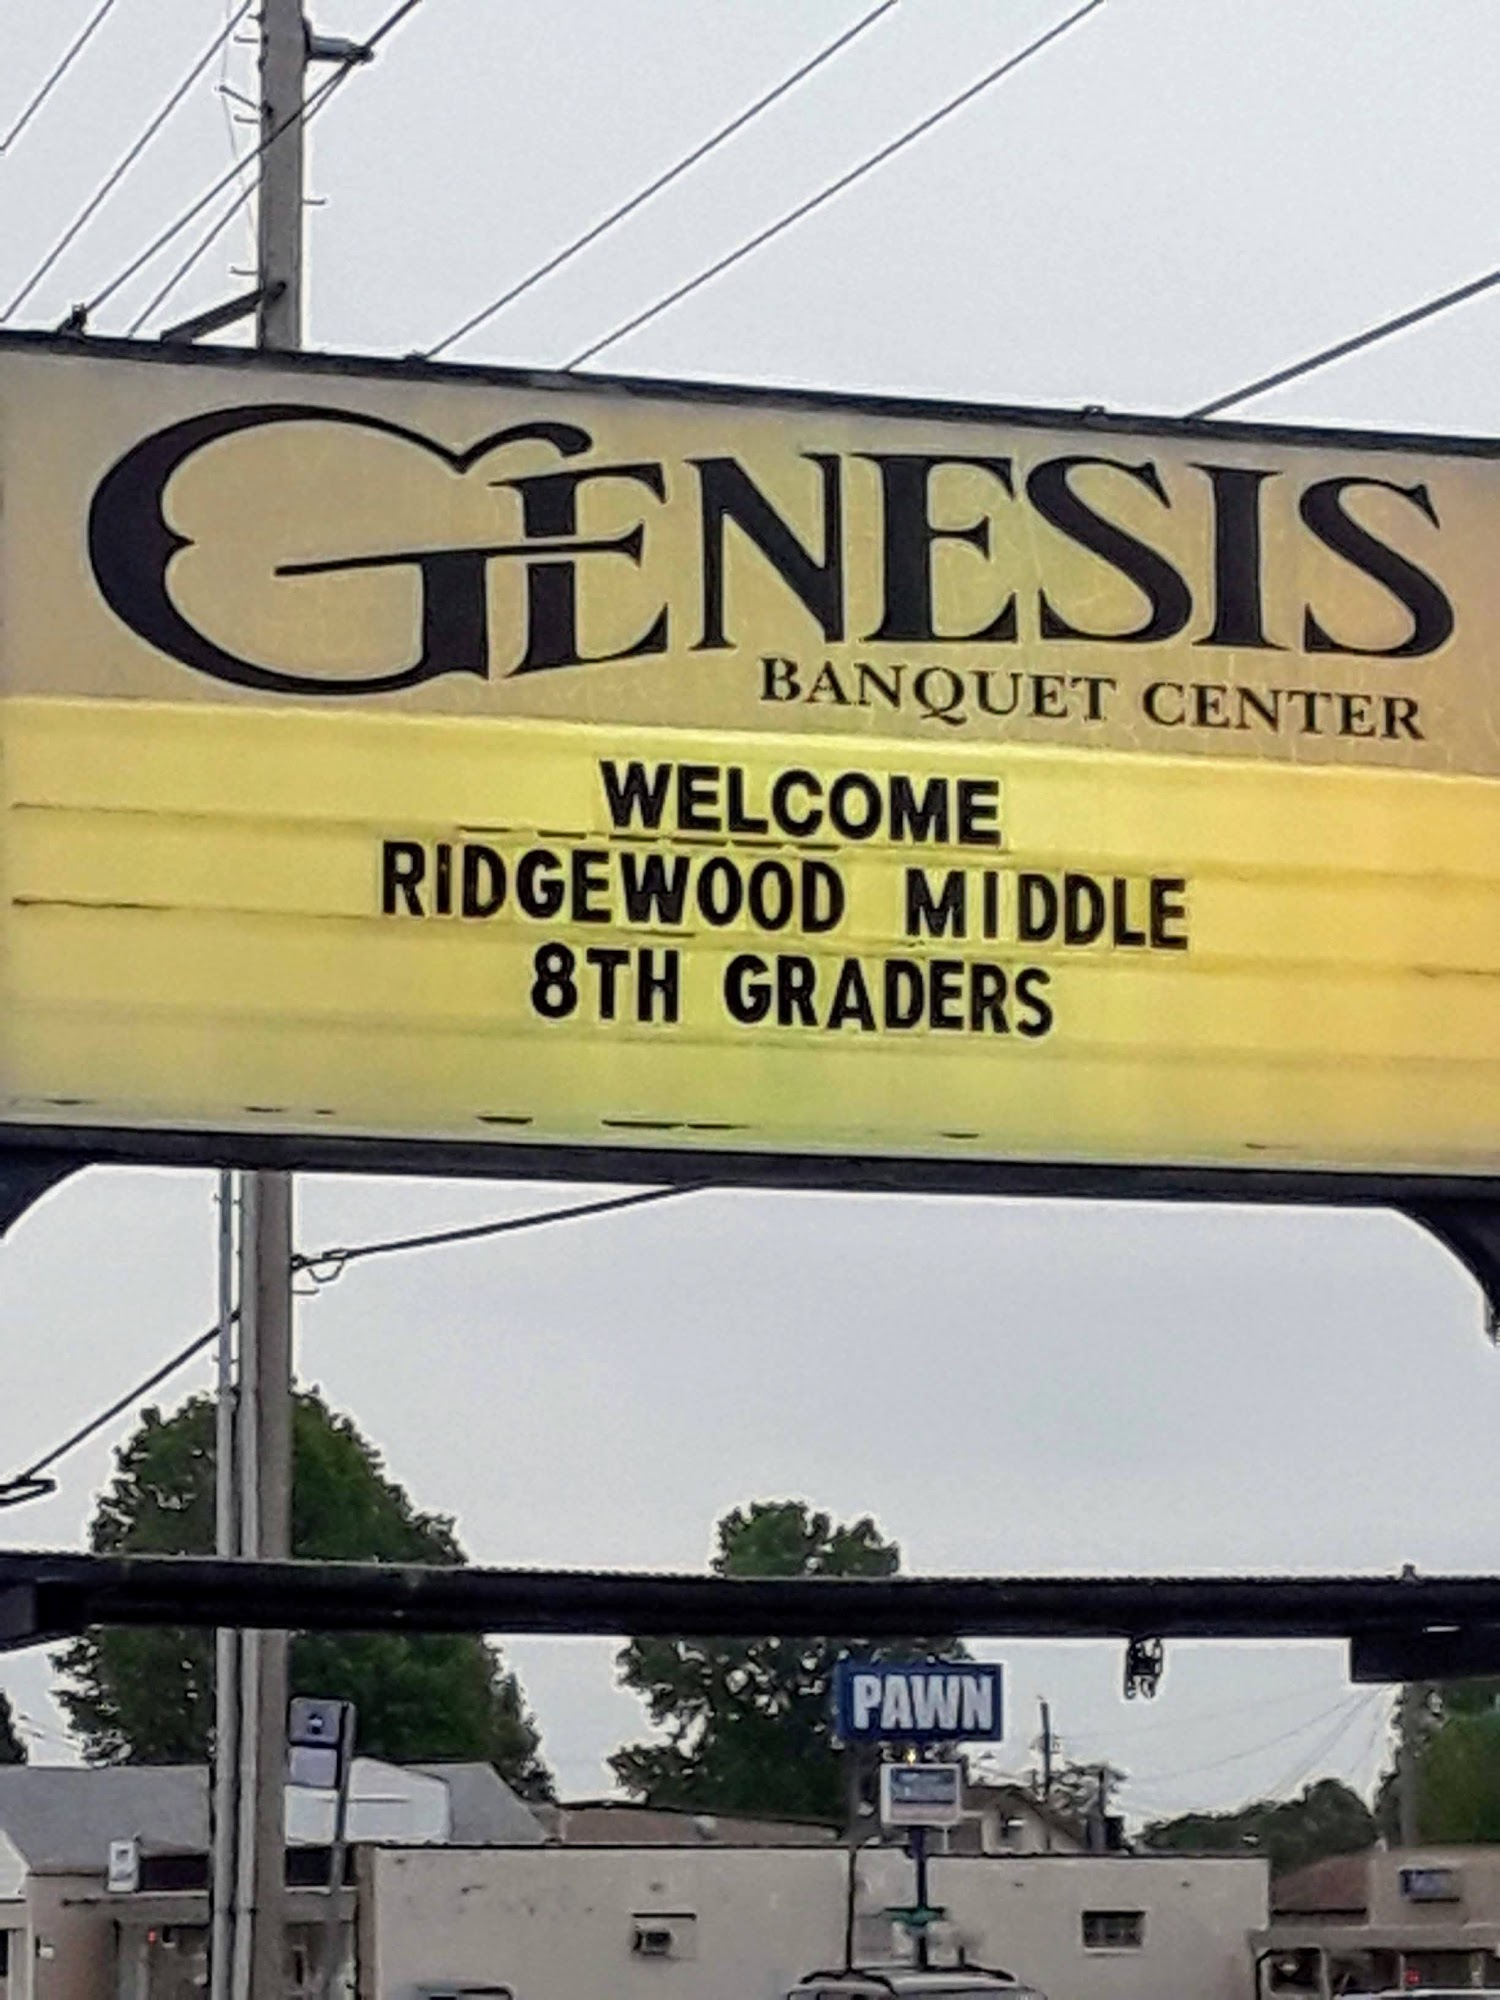 GENESIS
BANQUET CENTER
WELCOME
RIDGEWOOD MIDDLE
8TH GRADERS
PAWN